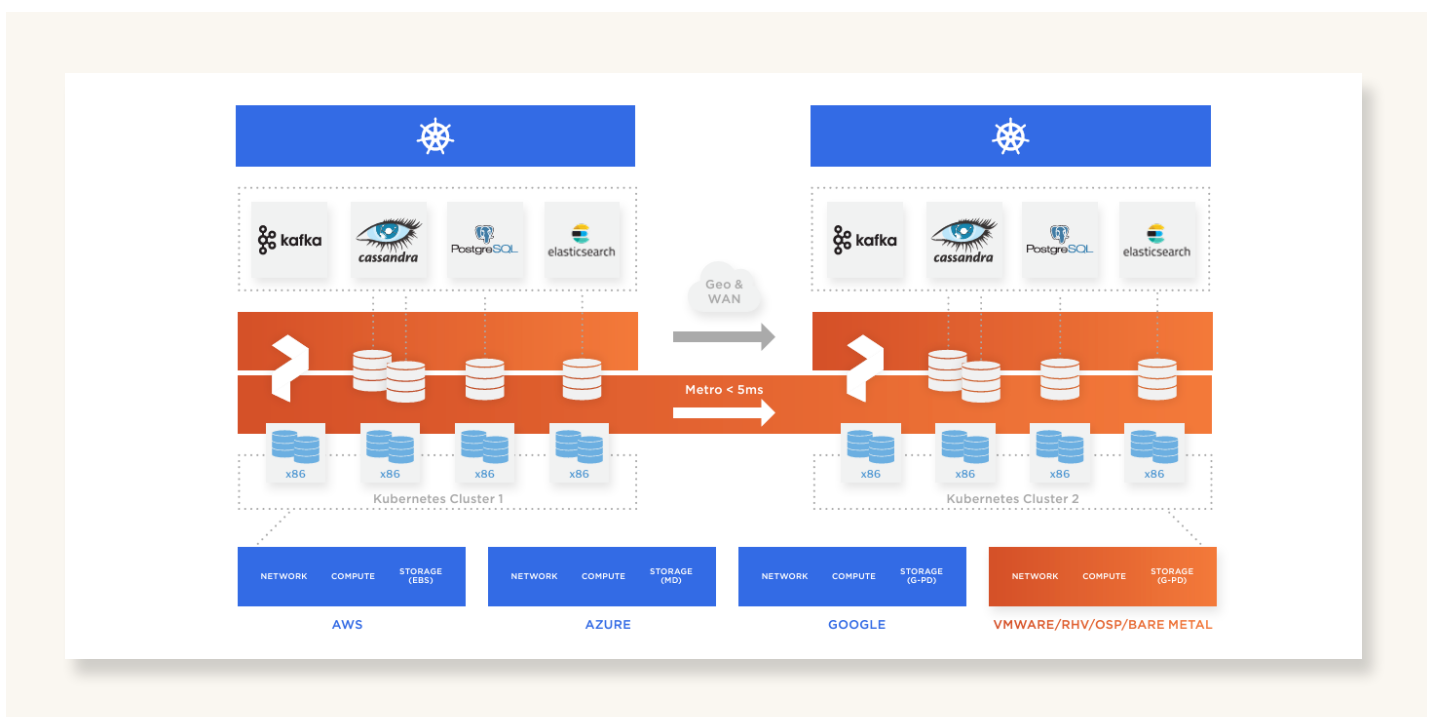 kafka
cassandra
PostgreSQL
elasticsearch
kafka
cassandra
PostgreSQL
elasticsearch
Geo &
WAN
Metro < 5ms
x86
x86
x86
x86
Kubernetes Cluster 1
x86
x86
x86
x86
Kubernetes Cluster 2
NETWORK
COMPUTE
STORAGE
(EBS)
AWS
NETWORK
COMPUTE
STORAGE
(MD)
AZURE
NETWORK
COMPUTE
STORAGE
(G-PD)
GOOGLE
NETWORK
COMPUTE
STORAGE
(G-PD)
VMWARE/RHV/OSP/BARE METAL